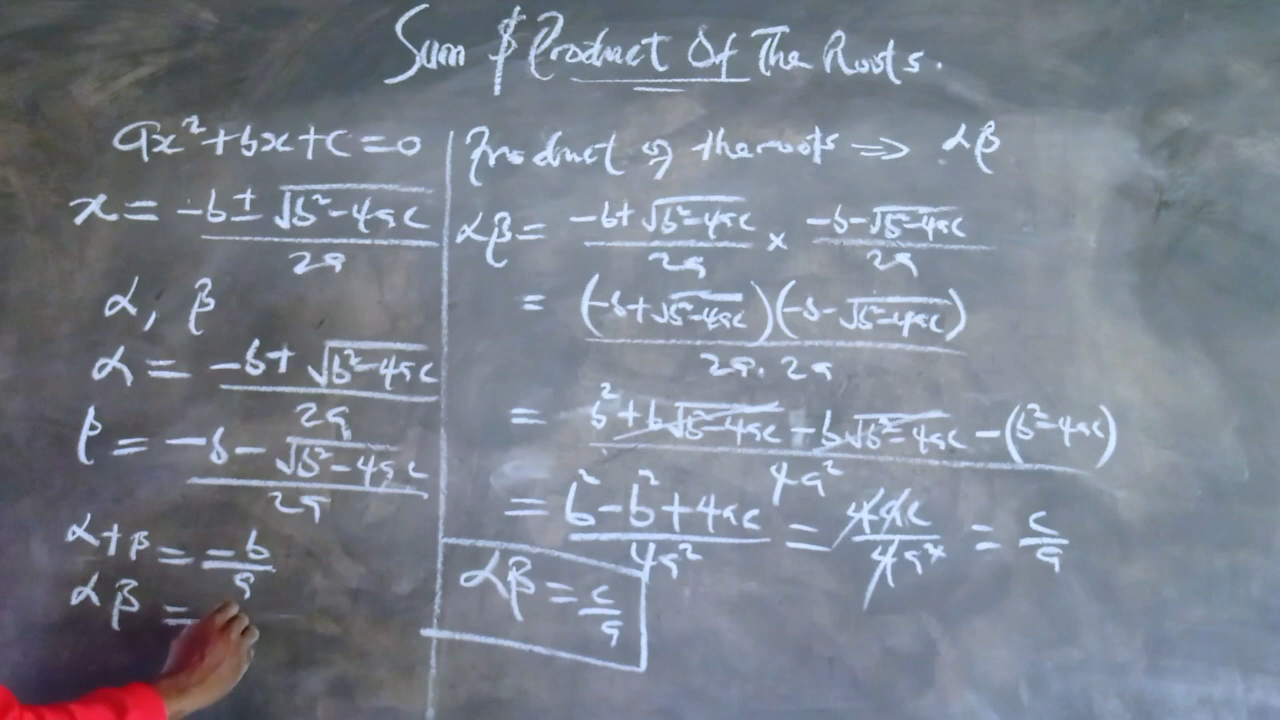 Sum & Product Of The Roots.
ax²+bx+c=0
x = -b±√b²-4ac / 2a
α, β
α = -b+√b²-4ac / 2a
β = -b-√b²-4ac / 2a
α+β = -b/a
αβ =
Product of the roots ⇒ αβ
αβ = -b+√b²-4ac / 2a × -b-√b²-4ac / 2a
= (-b+√b²-4ac)(-b-√b²-4ac) / 2a.2a
= b²+b√b²-4ac-b√b²-4ac-(b²-4ac) / 4a²
= b²-b²+4ac / 4a² = 4ac / 4a² = c/a
αβ = c/a